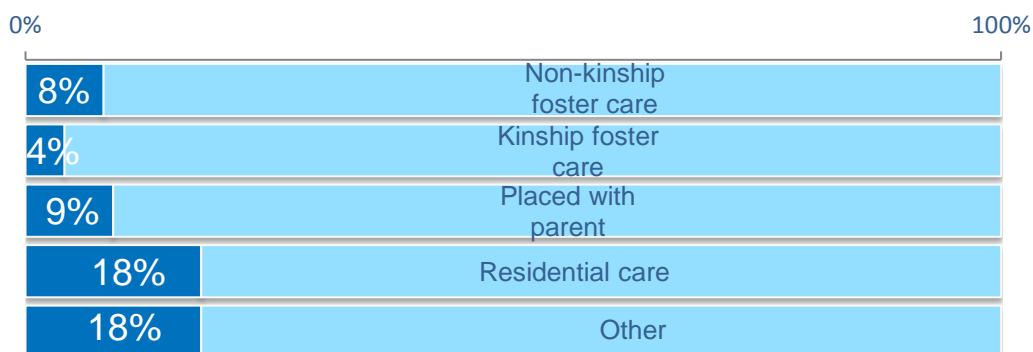 0%
100%
8%
Non-kinship
foster care
4%
Kinship foster
care
9%
Placed with
parent
18%
Residential care
18%
Other